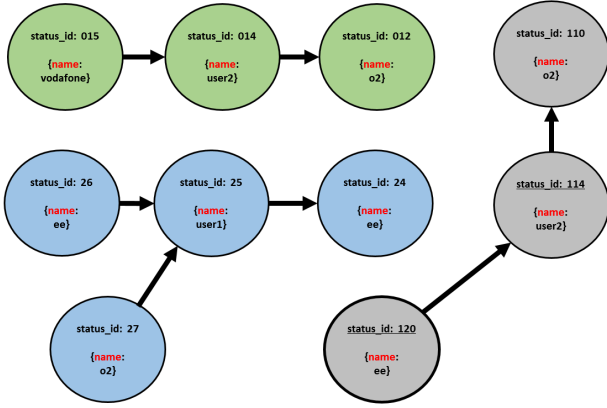 status_id: 015
{name:
vodafone}
status_id: 014
{name:
user2}
status_id: 012
{name:
o2}
status_id: 110
{name:
o2}
status_id: 26
{name:
ee}
status_id: 25
{name:
user1}
status_id: 24
{name:
ee}
status_id: 114
{name:
user2}
status_id: 27
{name:
o2}
status_id: 120
{name:
ee}